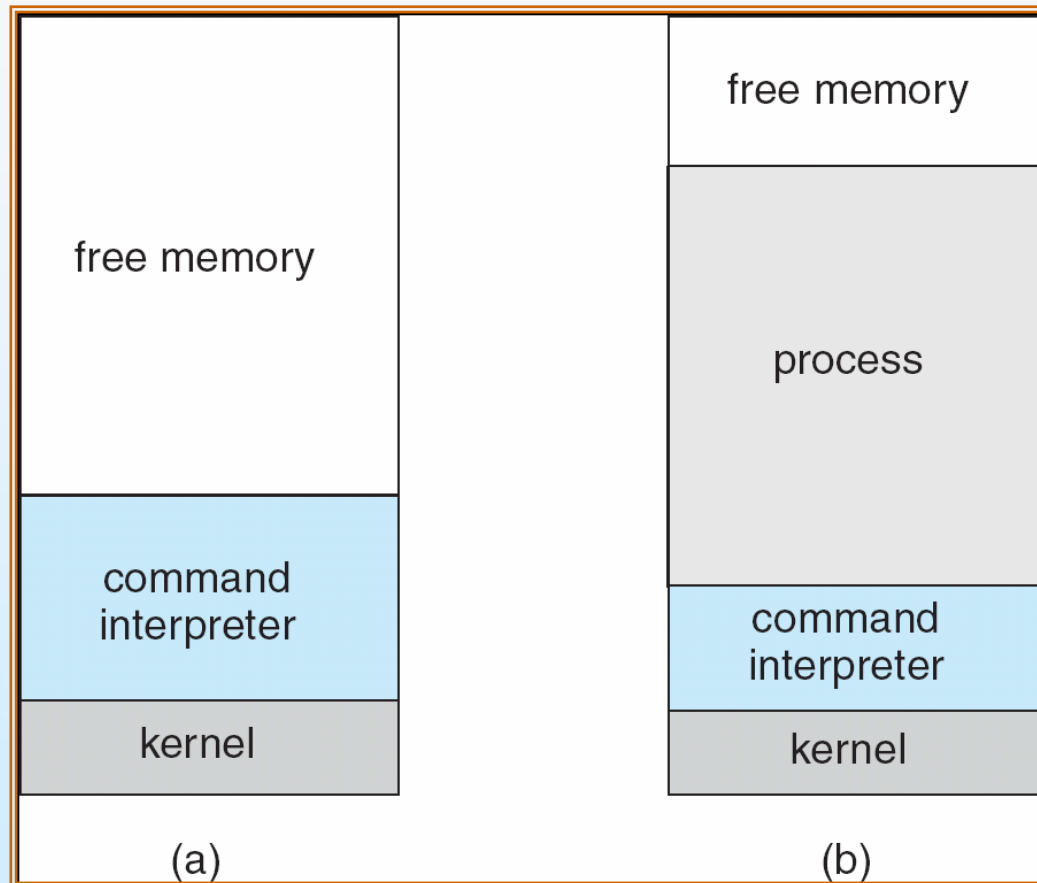 free memory
command
interpreter
kernel
(a)
free memory
process
command
interpreter
kernel
(b)